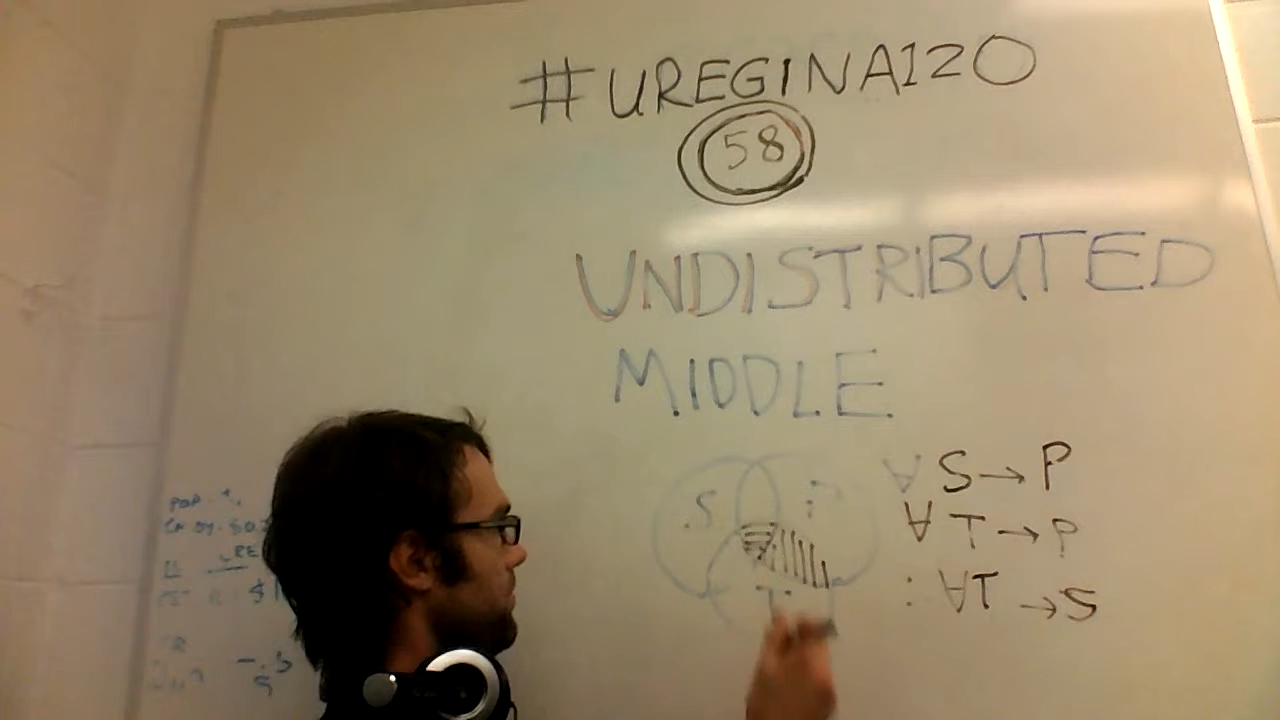 #UREGINA120
58
UNDISTRIBUTED
MIDDLE
S
T
∀ S→P
∀ T→P
: ∀T →S